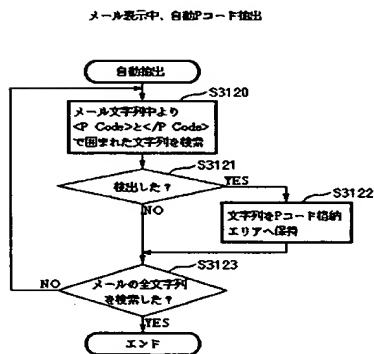 メール表示中、自動Pコード抽出
自動抽出
S3120
メール文字列中より
<P Code>と</P Code>
で囲まれた文字列を検索
S3121
検出した?
YES
NO
S3122
文字列をPコード格納
エリアへ保持
S3123
メールの全文字列
を検索した?
NO
YES
エンド